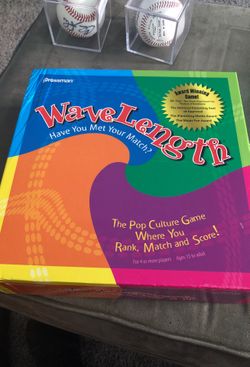 Pressman
WaveLength
Have You Met Your Match?
Award Winning
Game!
The Pop Culture Game
Where You
Rank, Match and Score!
For 4 or more players Ages 15 to adult